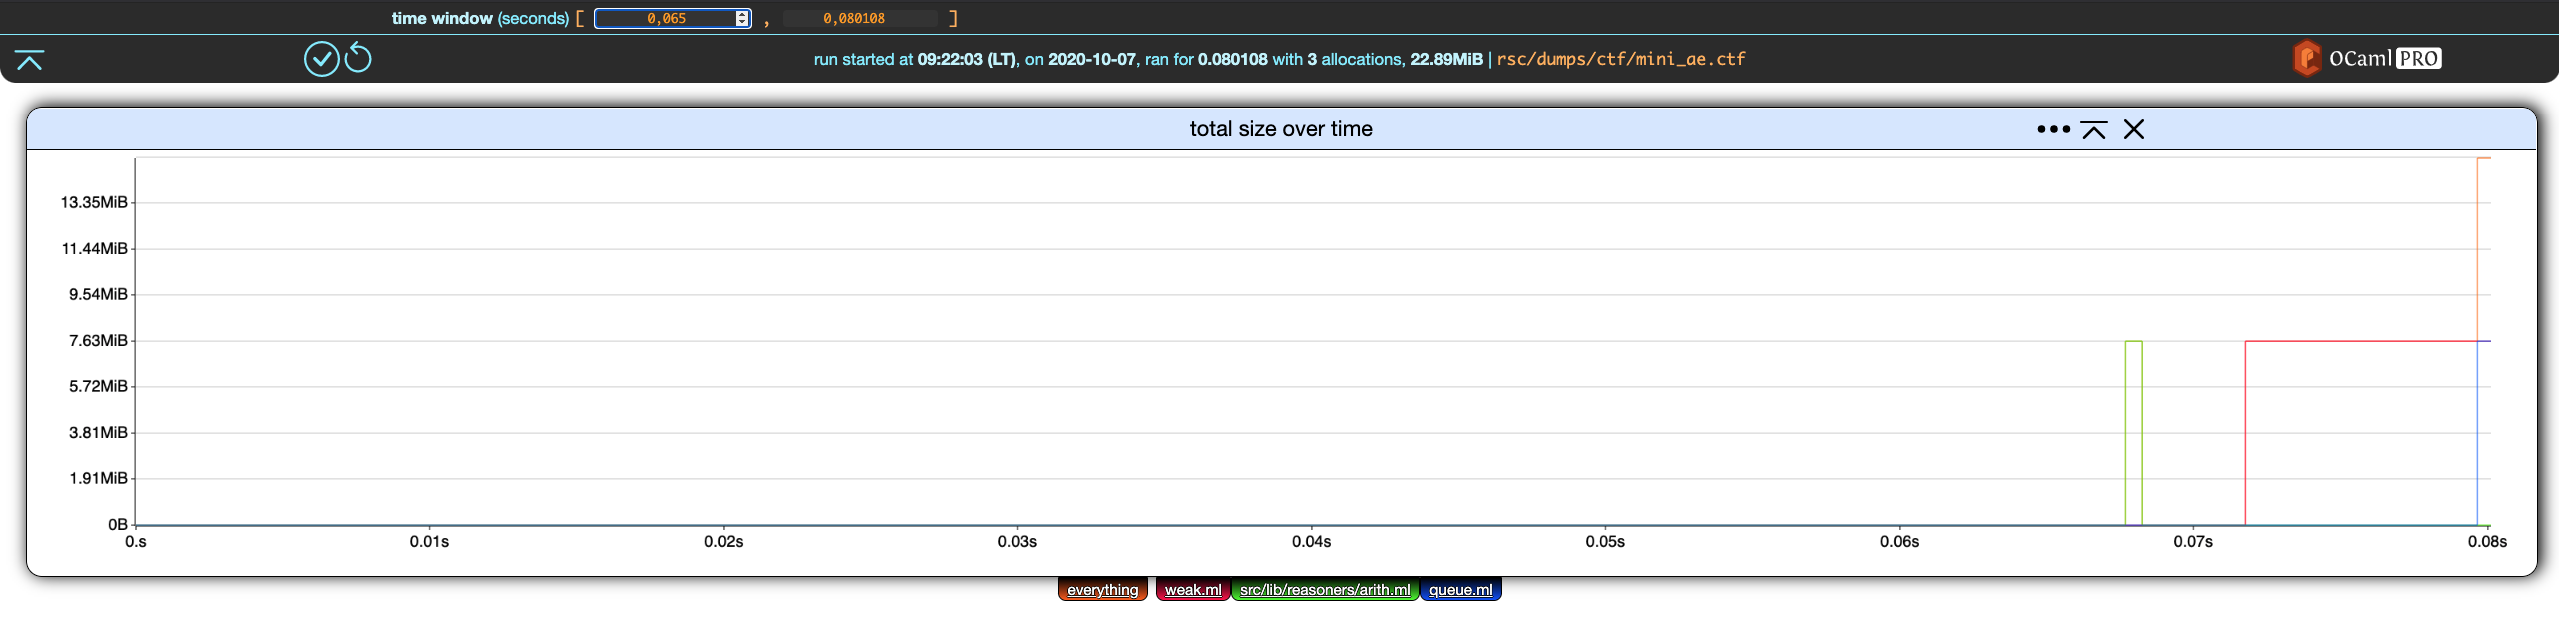 time window (seconds) [ 0,065 , 0,080108 ]
run started at 09:22:03 (LT), on 2020-10-07, ran for 0.080108 with 3 allocations, 22.89MiB | rsc/dumps/ctf/mini_ae.ctf
OCamlPRO
total size over time
13.35MiB
11.44MiB
9.54MiB
7.63MiB
5.72MiB
3.81MiB
1.91MiB
0B
0.s 0.01s 0.02s 0.03s 0.04s 0.05s 0.06s 0.07s 0.08s
everything weak.ml src/lib/reasoners/arith.ml queue.ml